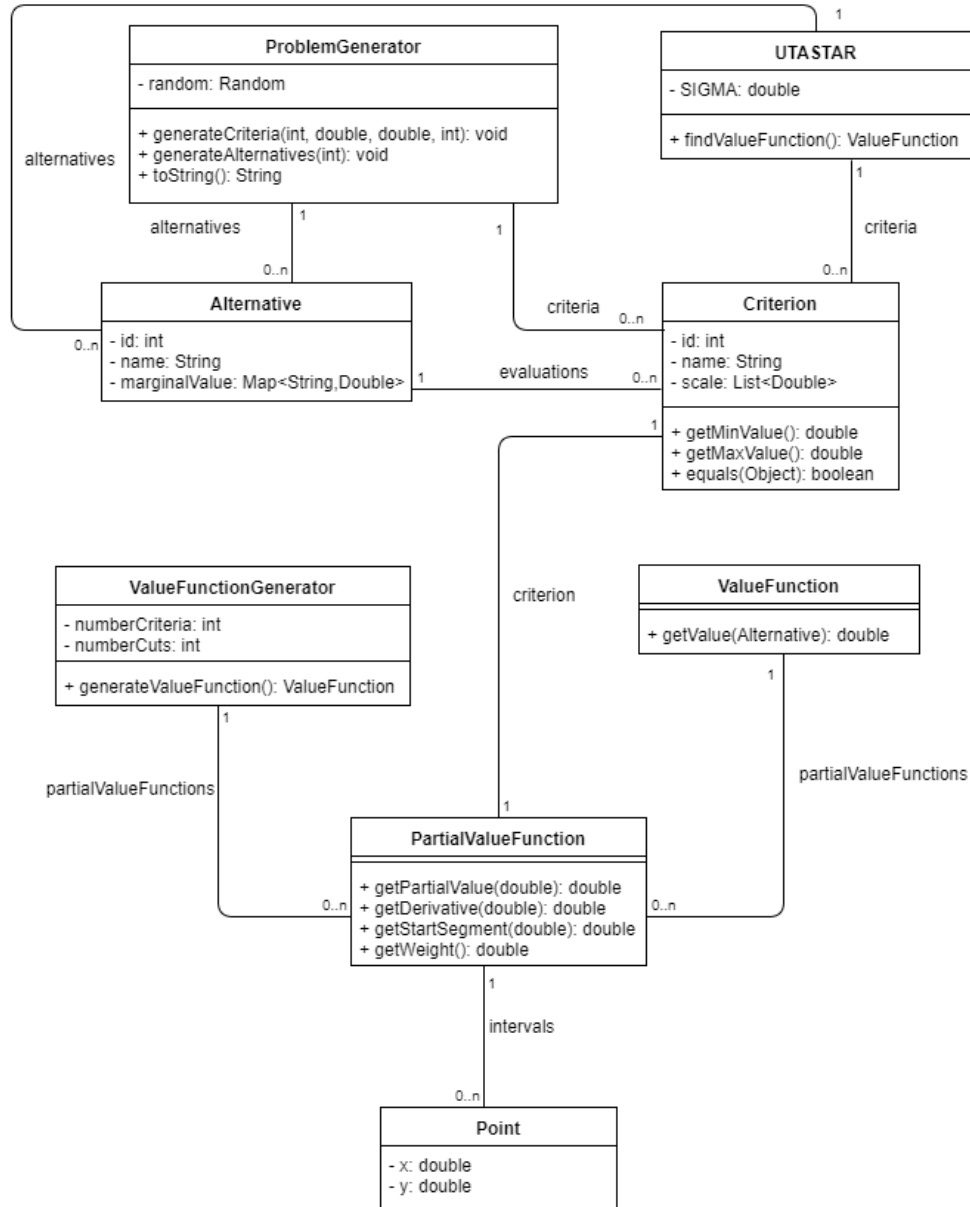 1
ProblemGenerator
- random: Random
+ generateCriteria(int, double, double, int): void
+ generateAlternatives(int): void
+ toString(): String
UTASTAR
- SIGMA: double
+ findValueFunction(): ValueFunction
alternatives
1
1
1
alternatives
criteria
0..n
0..n
Alternative
- id: int
- name: String
- marginalValue: Map<String,Double>
0..n
criteria
0..n
Criterion
- id: int
- name: String
- scale: List<Double>
+ getMinValue(): double
+ getMaxValue(): double
+ equals(Object): boolean
1
evaluations
0..n
1
criterion
ValueFunctionGenerator
- numberCriteria: int
- numberCuts: int
+ generateValueFunction(): ValueFunction
ValueFunction
+ getValue(Alternative): double
1
1
partialValueFunctions
partialValueFunctions
1
PartialValueFunction
+ getPartialValue(double): double
+ getDerivative(double): double
+ getStartSegment(double): double
+ getWeight(): double
0..n
0..n
1
intervals
0..n
Point
- x: double
- y: double